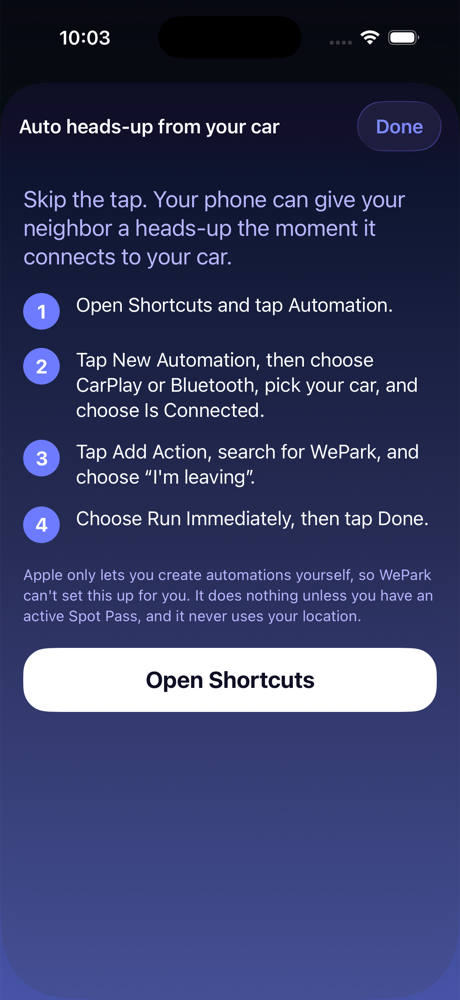 10:03
Auto heads-up from your car
Done
Skip the tap. Your phone can give your
neighbor a heads-up the moment it
connects to your car.
1
Open Shortcuts and tap Automation.
2
Tap New Automation, then choose
CarPlay or Bluetooth, pick your car, and
choose Is Connected.
3
Tap Add Action, search for WePark, and
choose “I'm leaving”.
4
Choose Run Immediately, then tap Done.
Apple only lets you create automations yourself, so WePark
can't set this up for you. It does nothing unless you have an
active Spot Pass, and it never uses your location.
Open Shortcuts